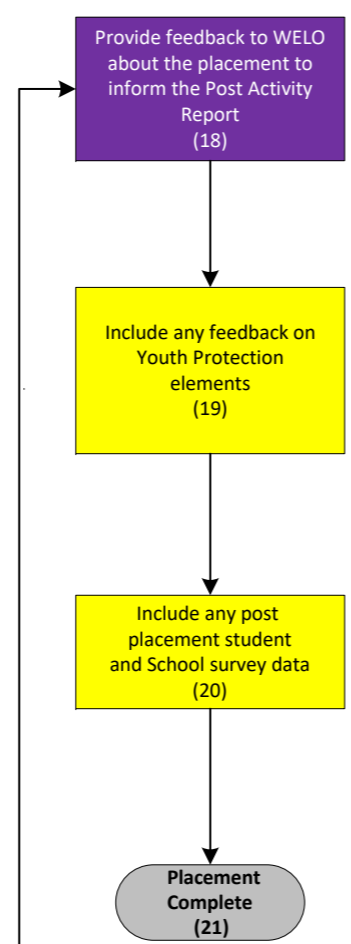 Provide feedback to WELO
about the placement to
inform the Post Activity
Report
(18)
Include any feedback on
Youth Protection
elements
(19)
Include any post
placement student
and School survey data
(20)
Placement
Complete
(21)